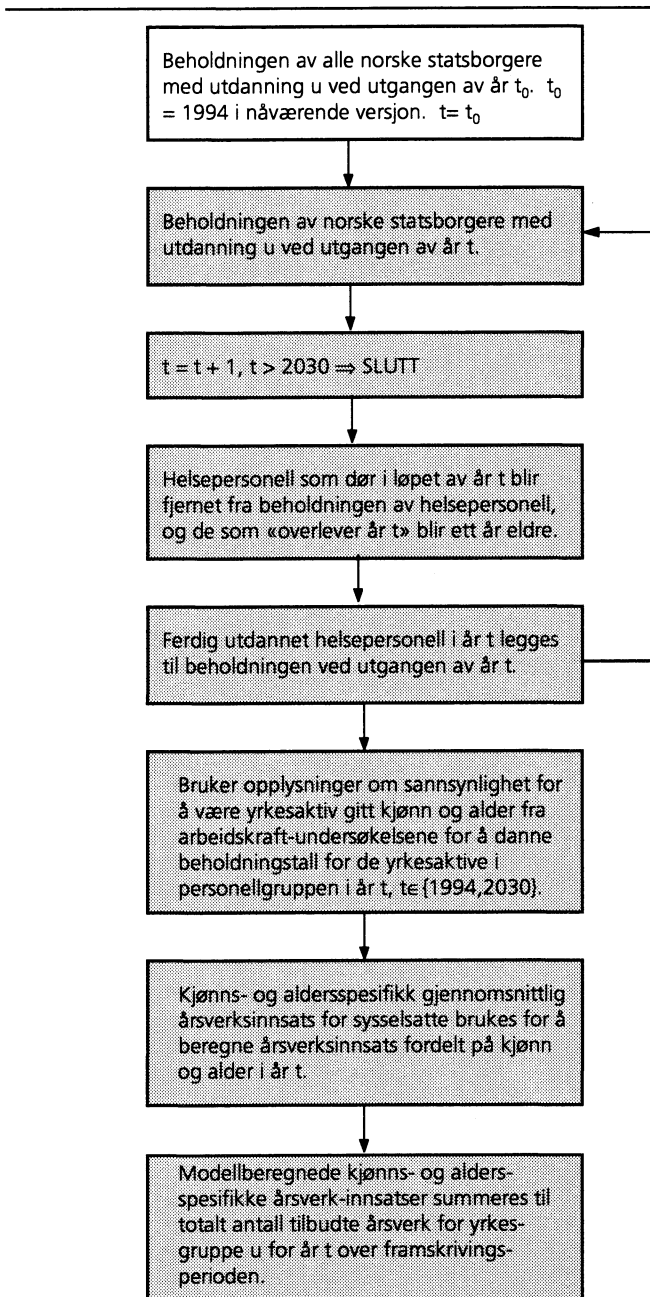 Beholdningen av alle norske statsborgere
med utdanning u ved utgangen av år t₀. t₀
= 1994 i nåværende versjon. t= t₀
Beholdningen av norske statsborgere med
utdanning u ved utgangen av år t.
t = t + 1, t > 2030 ⇒ SLUTT
Helsepersonell som dør i løpet av år t blir
fjernet fra beholdningen av helsepersonell,
og de som «overlever år t» blir ett år eldre.
Ferdig utdannet helsepersonell i år t legges
til beholdningen ved utgangen av år t.
Bruker opplysninger om sannsynlighet for
å være yrkesaktiv gitt kjønn og alder fra
arbeidskraft-undersøkelsene for å danne
beholdningstall for de yrkesaktive i
personellgruppen i år t, t∈{1994,2030}.
Kjønns- og aldersspesifikk gjennomsnittlig
årsverksinnsats for sysselsatte brukes for å
beregne årsverksinnsats fordelt på kjønn
og alder i år t.
Modellberegnede kjønns- og alders-
spesifikke årsverk-innsatser summeres til
totalt antall tilbudte årsverk for yrkes-
gruppe u for år t over framskrivings-
perioden.